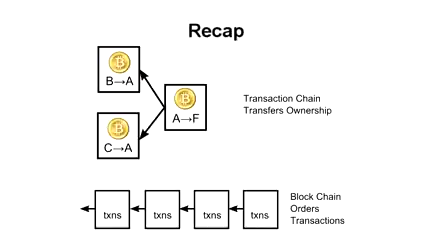 Recap
B→A
A→F
C→A
Transaction Chain
Transfers Ownership
txns
txns
txns
txns
Block Chain
Orders
Transactions